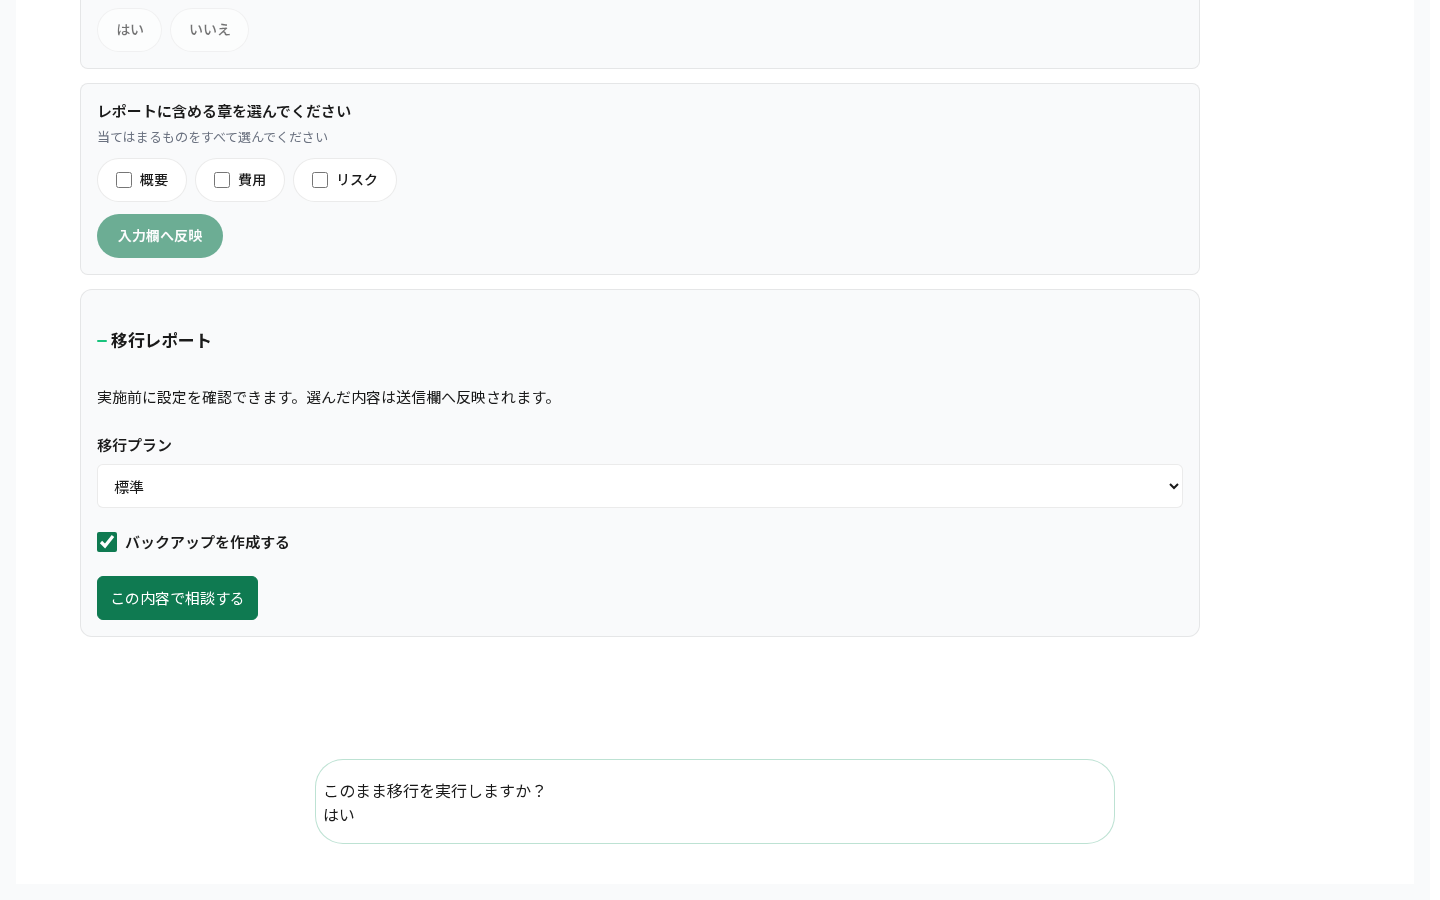 はい いいえ
レポートに含める章を選んでください
当てはまるものをすべて選んでください
概要 費用 リスク
入力欄へ反映
移行レポート
実施前に設定を確認できます。選んだ内容は送信欄へ反映されます。
移行プラン
標準
バックアップを作成する
この内容で相談する
このまま移行を実行しますか？
はい